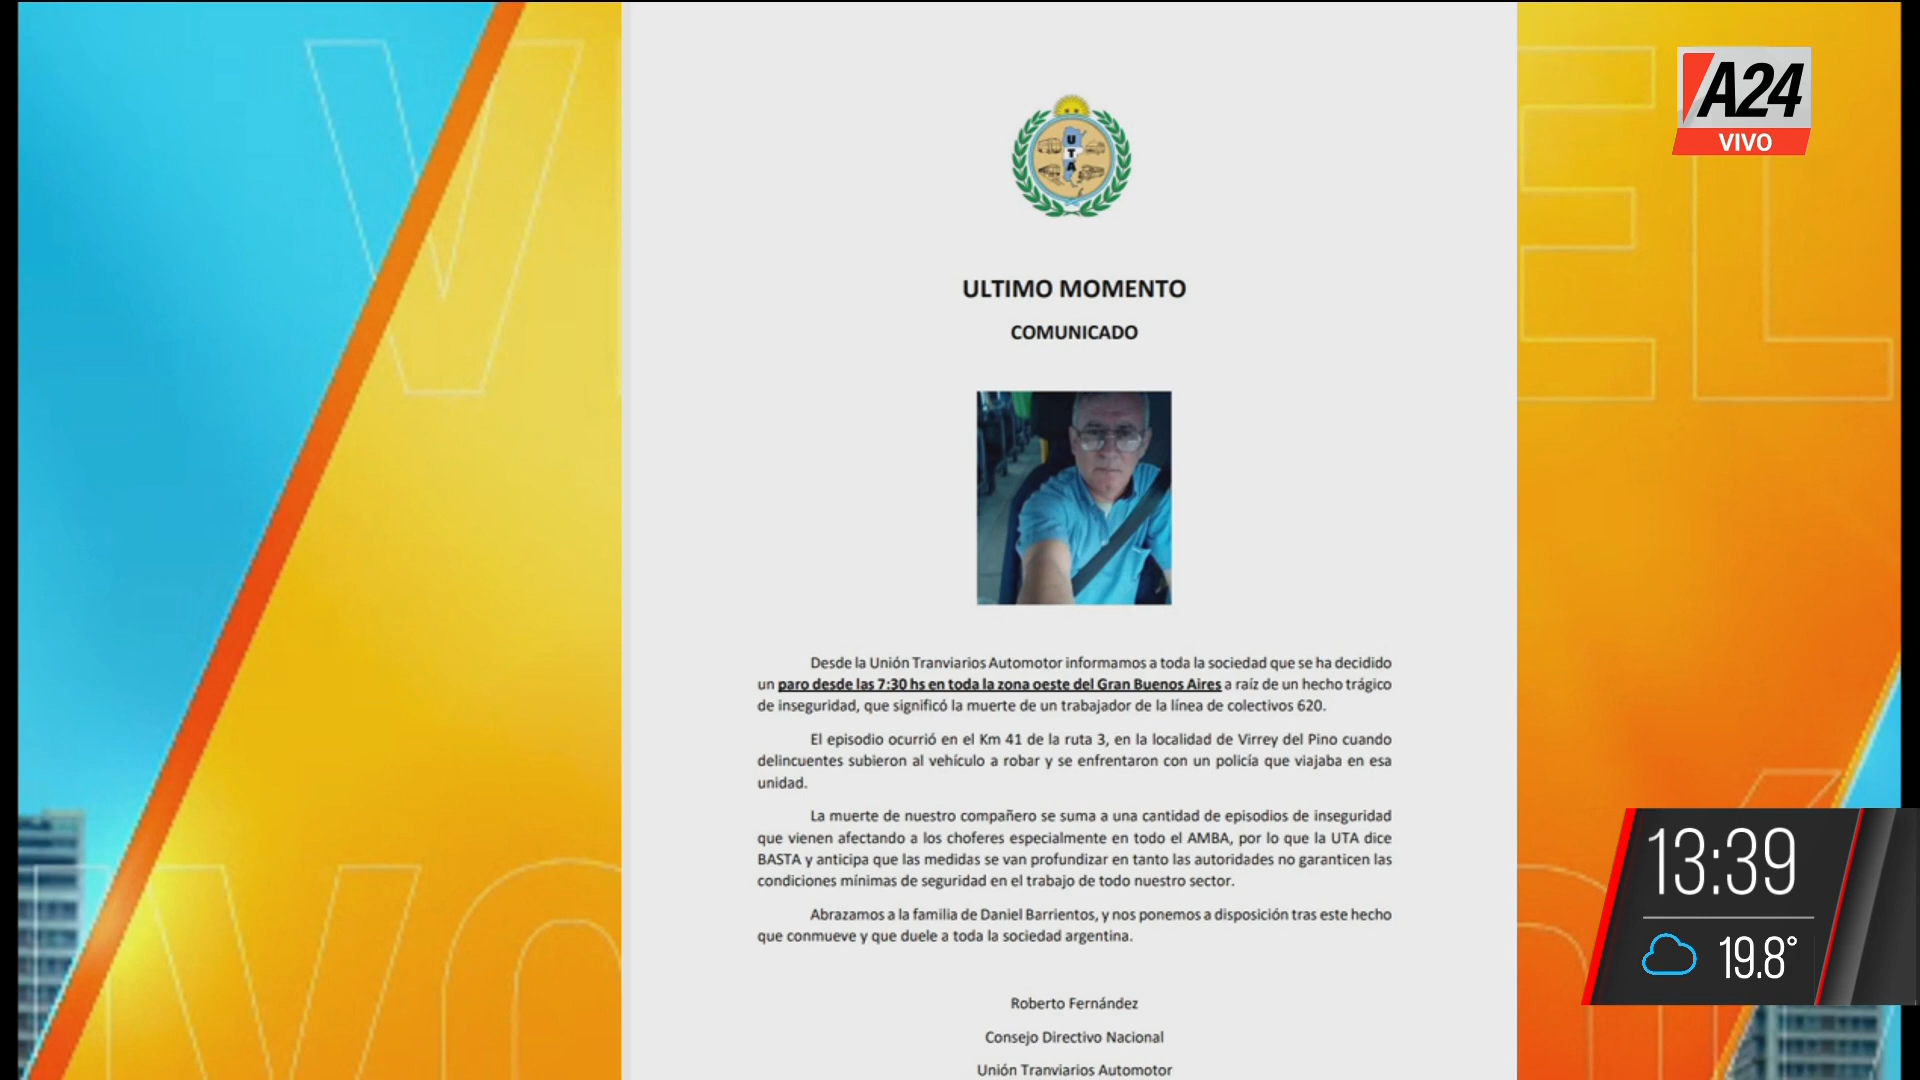 A24
VIVO
UTA
ULTIMO MOMENTO
COMUNICADO
Desde la Unión Tranviarios Automotor informamos a toda la sociedad que se ha decidido
un paro desde las 7:30 hs en toda la zona oeste del Gran Buenos Aires a raíz de un hecho trágico
de inseguridad, que significó la muerte de un trabajador de la línea de colectivos 620.
El episodio ocurrió en el Km 41 de la ruta 3, en la localidad de Virrey del Pino cuando
delincuentes subieron al vehículo a robar y se enfrentaron con un policía que viajaba en esa
unidad.
La muerte de nuestro compañero se suma a una cantidad de episodios de inseguridad
que vienen afectando a los choferes especialmente en todo el AMBA, por lo que la UTA dice
BASTA y anticipa que las medidas se van profundizar en tanto las autoridades no garanticen las
condiciones mínimas de seguridad en el trabajo de todo nuestro sector.
Abrazamos a la familia de Daniel Barrientos, y nos ponemos a disposición tras este hecho
que conmueve y que duele a toda la sociedad argentina.
Roberto Fernández
Consejo Directivo Nacional
Unión Tranviarios Automotor
13:39
19.8°